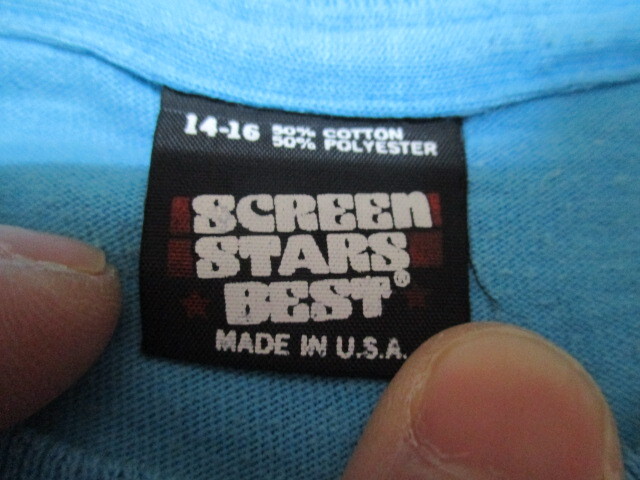 14-16 50% COTTON
50% POLYESTER
SCREEN
STARS
BEST®
MADE IN U.S.A.